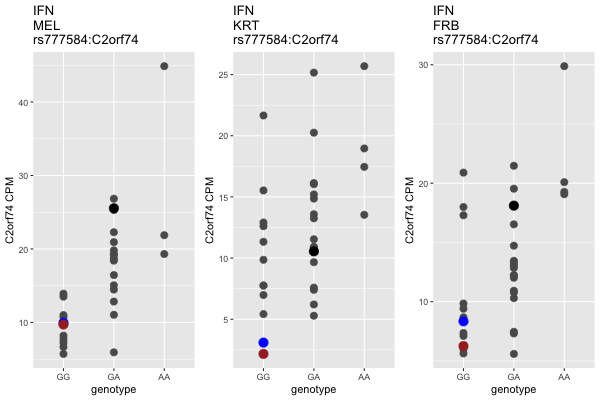 IFN
MEL
rs777584:C2orf74
C2orf74 CPM
40
30
20
10
GG
GA
AA
genotype
IFN
KRT
rs777584:C2orf74
C2orf74 CPM
25
20
15
10
5
GG
GA
AA
genotype
IFN
FRB
rs777584:C2orf74
C2orf74 CPM
30
20
10
GG
GA
AA
genotype